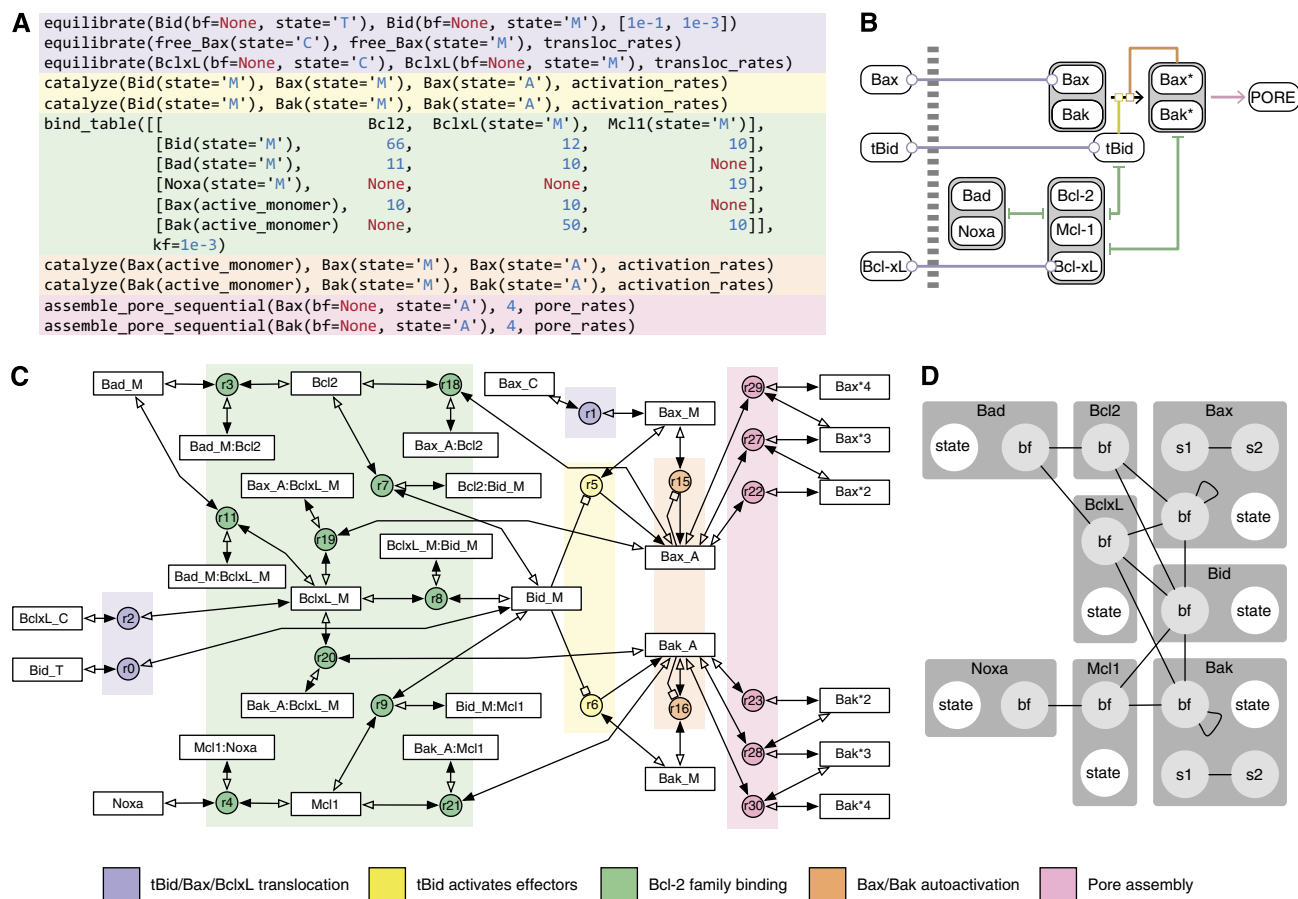 A
equilibrate(Bid(bf=None, state='T'), Bid(bf=None, state='M'), [1e-1, 1e-3])
equilibrate(free_Bax(state='C'), free_Bax(state='M'), transloc_rates)
equilibrate(BclxL(bf=None, state='C'), BclxL(bf=None, state='M'), transloc_rates)
catalyze(Bid(state='M'), Bax(state='M'), Bax(state='A'), activation_rates)
catalyze(Bid(state='M'), Bak(state='M'), Bak(state='A'), activation_rates)
bind_table([[ Bcl2, BclxL(state='M'), Mcl1(state='M')],
[Bid(state='M'), 66, 12, 10],
[Bad(state='M'), 11, 10, None],
[Noxa(state='M'), None, None, 19],
[Bax(active_monomer), 10, 10, None],
[Bak(active_monomer) None, 50, 10]],
kf=1e-3)
catalyze(Bax(active_monomer), Bax(state='M'), Bax(state='A'), activation_rates)
catalyze(Bak(active_monomer), Bak(state='M'), Bak(state='A'), activation_rates)
assemble_pore_sequential(Bax(bf=None, state='A'), 4, pore_rates)
assemble_pore_sequential(Bak(bf=None, state='A'), 4, pore_rates)
B
Bax
Bax
Bak
Bax*
Bak*
PORE
tBid
tBid
Bad
Noxa
Bcl-2
Mcl-1
Bcl-xL
Bcl-xL
C
Bad_M
r3
Bcl2
r18
Bax_C
r1
Bax_M
r29
Bax*4
Bad_M:Bcl2
Bax_A:Bcl2
r27
Bax*3
Bax_A:BclxL_M
r7
Bcl2:Bid_M
r5
r15
r22
Bax*2
r11
r19
BclxL_M:Bid_M
Bax_A
Bad_M:BclxL_M
BclxL_M
r8
Bid_M
BclxL_C
r2
Bid_T
r0
r20
Bak_A
Bak_A:BclxL_M
r9
Bid_M:Mcl1
r6
r16
r23
Bak*2
Mcl1:Noxa
Bak_A:Mcl1
r28
Bak*3
Bak_M
Noxa
r4
Mcl1
r21
r30
Bak*4
D
Bad
Bcl2
Bax
state
bf
bf
s1
s2
BclxL
bf
state
bf
Bid
state
bf
state
Noxa
Mcl1
Bak
state
bf
bf
bf
state
state
s1
s2
tBid/Bax/BclxL translocation
tBid activates effectors
Bcl-2 family binding
Bax/Bak autoactivation
Pore assembly